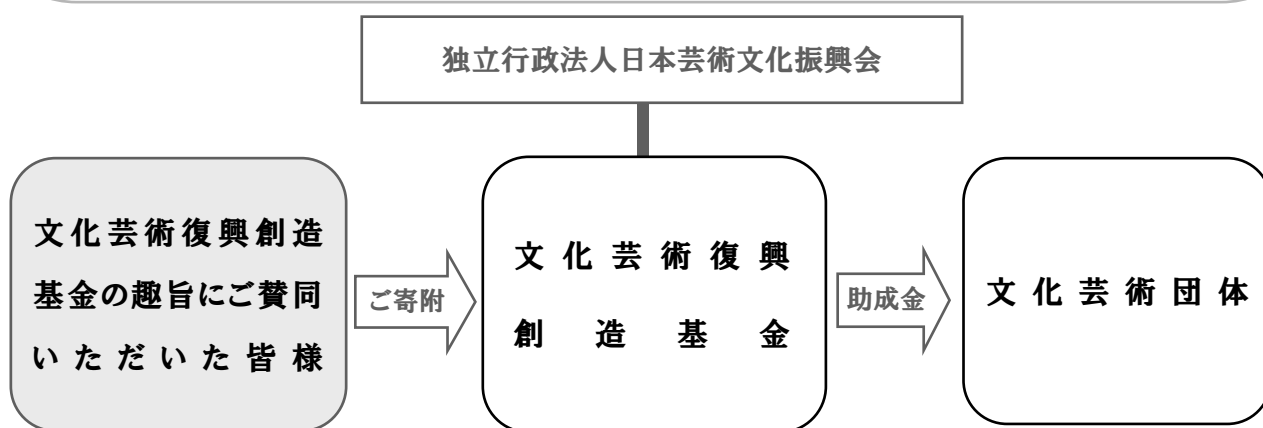 独立行政法人日本芸術文化振興会
文化芸術復興創造
基金の趣旨にご賛同
いただいた皆様
ご寄附
文化芸術復興
創造基金
助成金
文化芸術団体